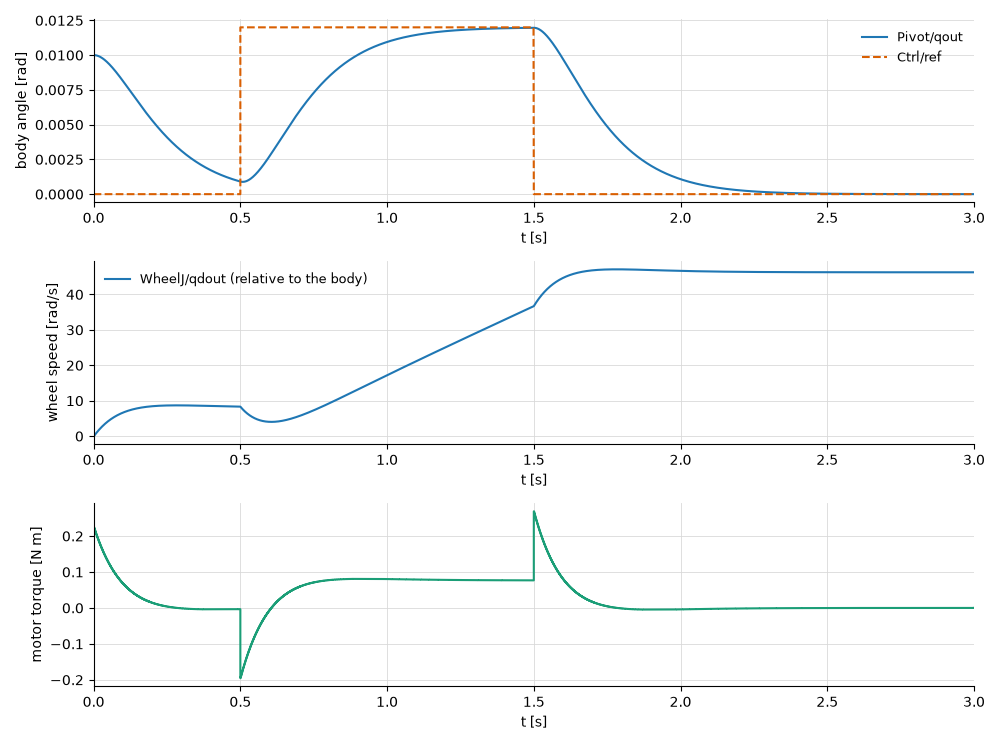 0.0125
0.0100
0.0075
0.0050
0.0025
0.0000
body angle [rad]
Pivot/qout
Ctrl/ref
0.0 0.5 1.0 1.5 2.0 2.5 3.0
t [s]
40
30
20
10
0
wheel speed [rad/s]
WheelJ/qdout (relative to the body)
0.0 0.5 1.0 1.5 2.0 2.5 3.0
t [s]
0.2
0.1
0.0
−0.1
−0.2
motor torque [N m]
0.0 0.5 1.0 1.5 2.0 2.5 3.0
t [s]